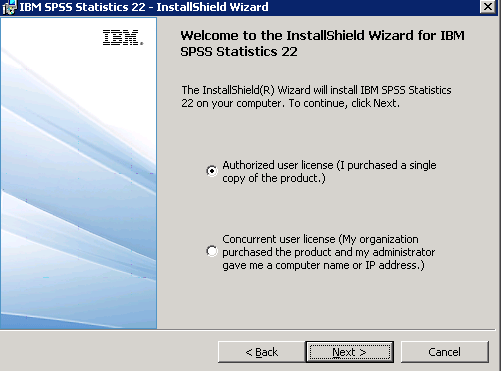 IBM SPSS Statistics 22 - InstallShield Wizard
IBM.
Welcome to the InstallShield Wizard for IBM
SPSS Statistics 22
The InstallShield(R) Wizard will install IBM SPSS Statistics
22 on your computer. To continue, click Next.
Authorized user license (I purchased a single
copy of the product.)
Concurrent user license (My organization
purchased the product and my administrator
gave me a computer name or IP address.)
< Back
Next >
Cancel